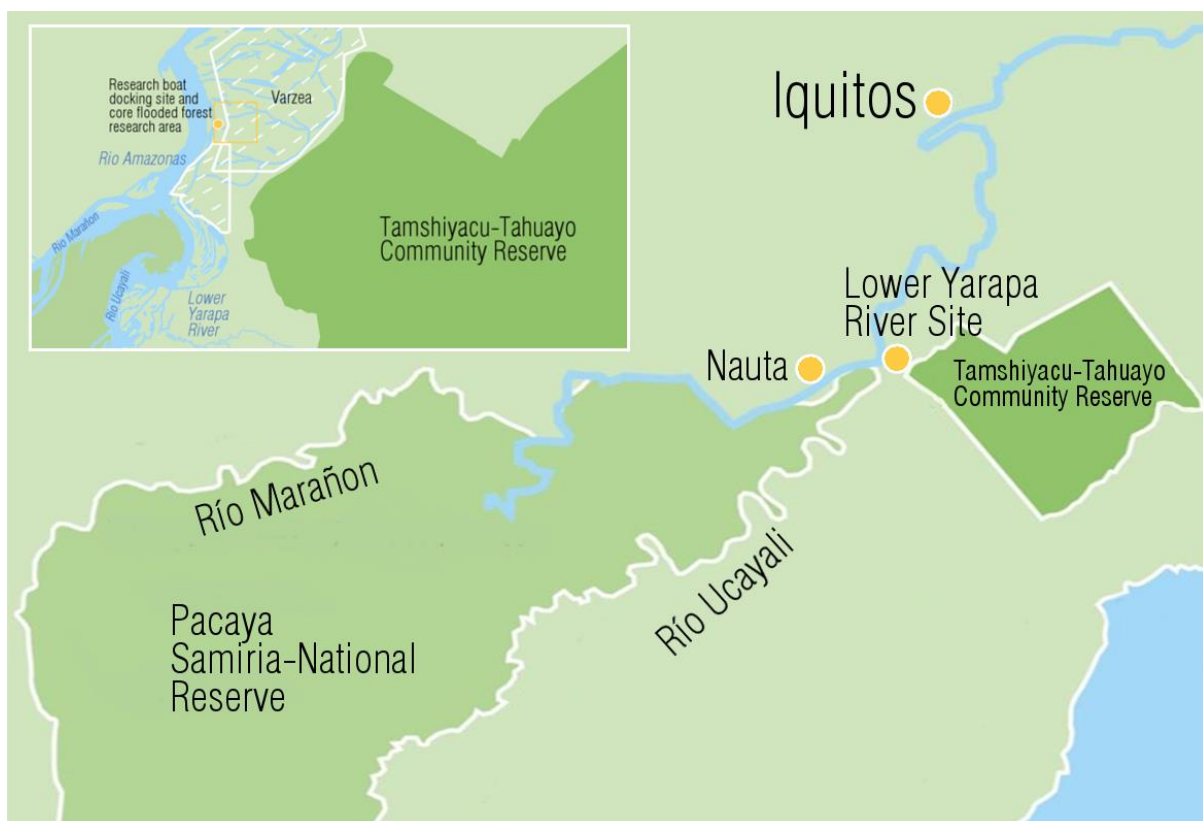 Research boat
docking site and
core flooded forest
research area
Varzea
Rio Amazonas
Rio Marañon
Rio Ucayali
Lower
Yarapa
River
Tamshiyacu-Tahuayo
Community Reserve
Iquitos
Lower Yarapa
River Site
Nauta
Tamshiyacu-Tahuayo
Community Reserve
Río Marañon
Río Ucayali
Pacaya
Samiria-National
Reserve